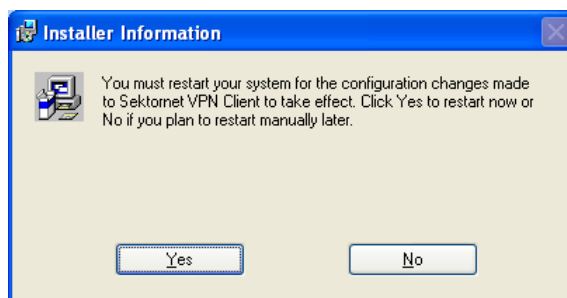 Installer Information
You must restart your system for the configuration changes made
to Sektornet VPN Client to take effect. Click Yes to restart now or
No if you plan to restart manually later.
Yes
No